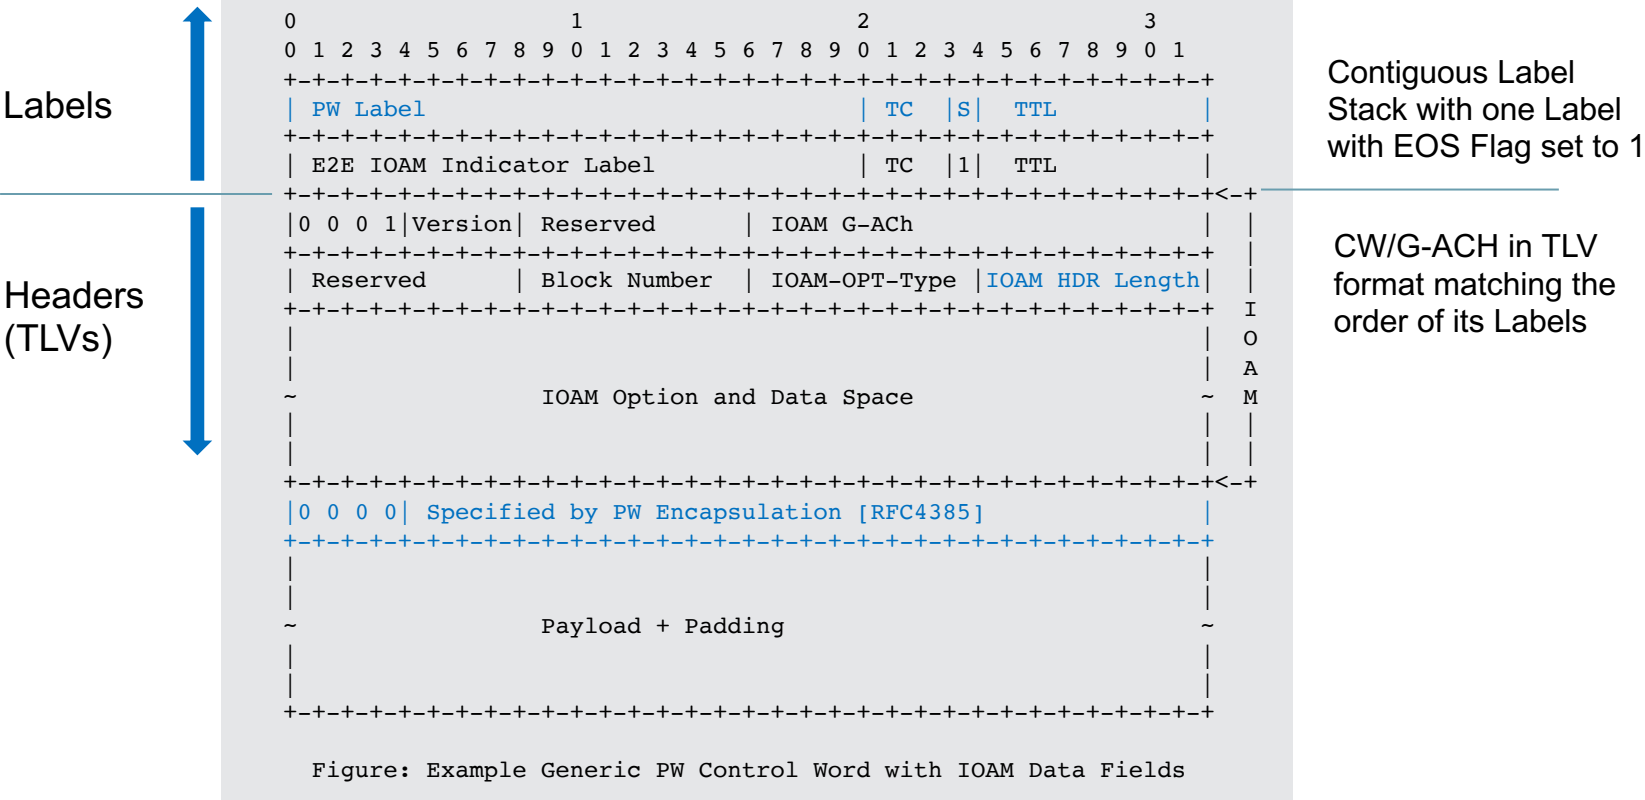 Labels
Headers
(TLVs)
0                   1                   2                   3
0 1 2 3 4 5 6 7 8 9 0 1 2 3 4 5 6 7 8 9 0 1 2 3 4 5 6 7 8 9 0 1
+-+-+-+-+-+-+-+-+-+-+-+-+-+-+-+-+-+-+-+-+-+-+-+-+-+-+-+-+-+-+-+-+
| PW Label                              | TC  |S|  TTL          |
+-+-+-+-+-+-+-+-+-+-+-+-+-+-+-+-+-+-+-+-+-+-+-+-+-+-+-+-+-+-+-+-+
| E2E IOAM Indicator Label              | TC  |1|  TTL          |
+-+-+-+-+-+-+-+-+-+-+-+-+-+-+-+-+-+-+-+-+-+-+-+-+-+-+-+-+-+-+-+-+<-+
|0 0 0 1|Version| Reserved      | IOAM G-ACh                    |  |
+-+-+-+-+-+-+-+-+-+-+-+-+-+-+-+-+-+-+-+-+-+-+-+-+-+-+-+-+-+-+-+-+  |
| Reserved      | Block Number  | IOAM-OPT-Type |IOAM HDR Length|  |
+-+-+-+-+-+-+-+-+-+-+-+-+-+-+-+-+-+-+-+-+-+-+-+-+-+-+-+-+-+-+-+-+  I
|                                                               |  O
|                                                               |  A
~                 IOAM Option and Data Space                    ~  M
|                                                               |  |
|                                                               |  |
+-+-+-+-+-+-+-+-+-+-+-+-+-+-+-+-+-+-+-+-+-+-+-+-+-+-+-+-+-+-+-+-+<-+
|0 0 0 0| Specified by PW Encapsulation [RFC4385]               |
+-+-+-+-+-+-+-+-+-+-+-+-+-+-+-+-+-+-+-+-+-+-+-+-+-+-+-+-+-+-+-+-+
|                                                               |
|                                                               |
~                 Payload + Padding                             ~
|                                                               |
|                                                               |
+-+-+-+-+-+-+-+-+-+-+-+-+-+-+-+-+-+-+-+-+-+-+-+-+-+-+-+-+-+-+-+-+
Figure: Example Generic PW Control Word with IOAM Data Fields
Contiguous Label
Stack with one Label
with EOS Flag set to 1
CW/G-ACH in TLV
format matching the
order of its Labels